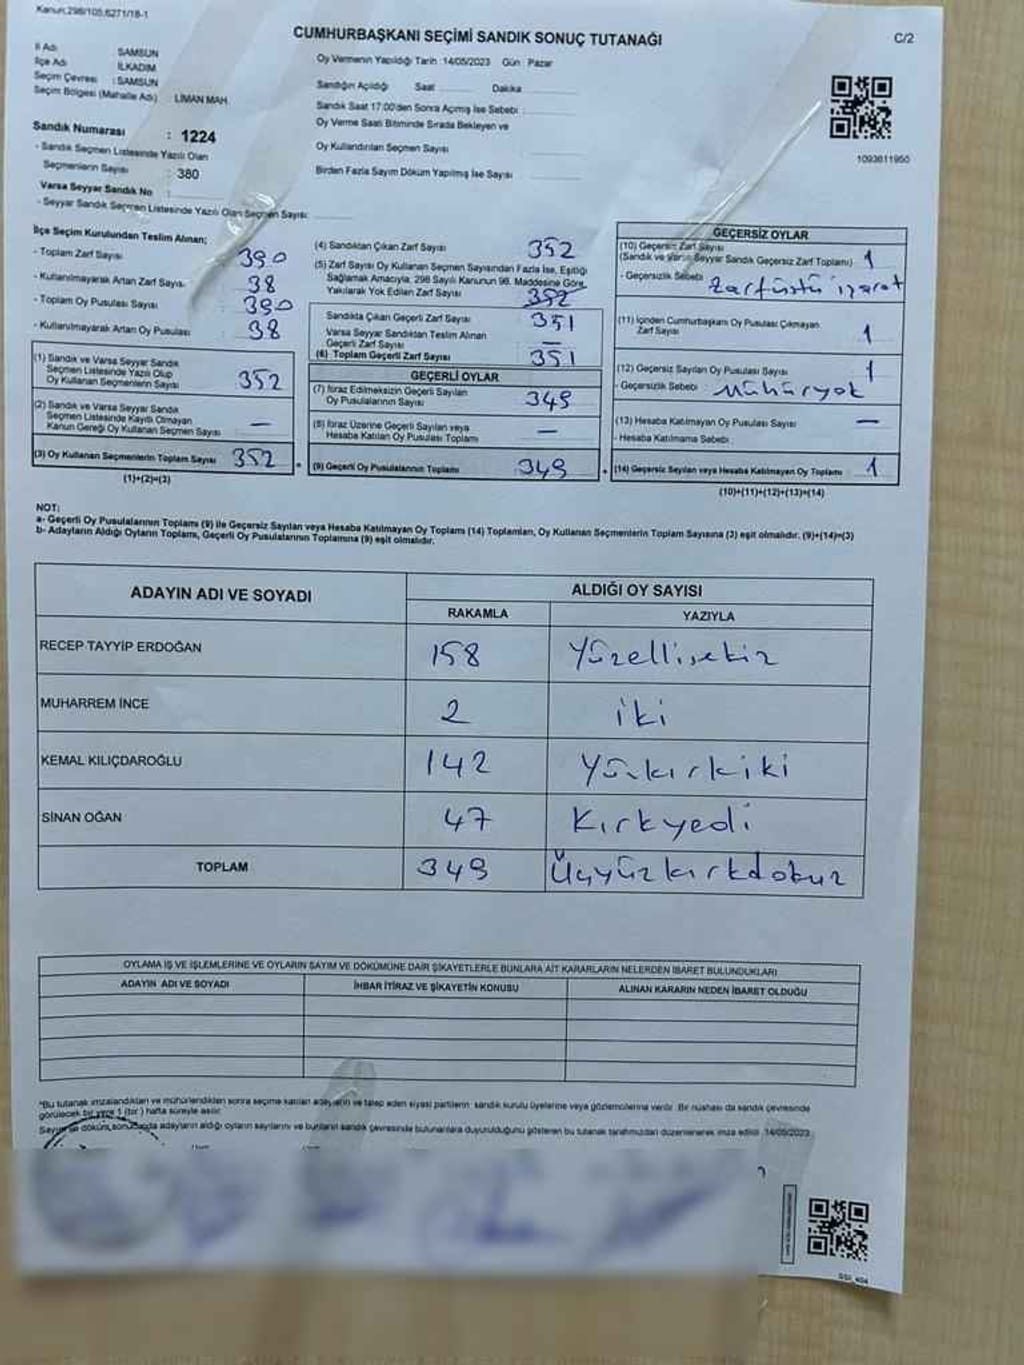 Kanun:298/105,6271/18-1
CUMHURBAŞKANI SEÇİMİ SANDIK SONUÇ TUTANAĞI
C/2
İl Adı SAMSUN
İlçe Adı İLKADIM
Seçim Çevresi : SAMSUN
Seçim Bölgesi (Mahalle Adı) : LİMAN MAH.
Sandık Numarası : 1224
- Sandık Seçmen Listesinde Yazılı Olan
Seçmenlerin Sayısı : 380
Varsa Seyyar Sandık No :
- Seyyar Sandık Seçmen Listesinde Yazılı Olan Seçmen Sayısı:
Oy Vermenin Yapıldığı Tarih :14/05/2023 Gün : Pazar
Sandığın Açıldığı Saat Dakika
Sandık Saat 17:00'den Sonra Açılmış İse Sebebi :
Oy Verme Saati Bitiminde Sırada Bekleyen ve
Oy Kullandırılan Seçmen Sayısı
Birden Fazla Sayım Döküm Yapılmış İse Sayısı
1093611950
İlçe Seçim Kurulundan Teslim Alınan;
- Toplam Zarf Sayısı 390
- Kullanılmayarak Artan Zarf Sayısı 38
- Toplam Oy Pusulası Sayısı 390
- Kullanılmayarak Artan Oy Pusulası 38
(1) Sandık ve Varsa Seyyar Sandık
Seçmen Listesinde Yazılı Olup
Oy Kullanan Seçmenlerin Sayısı 352
(2) Sandık ve Varsa Seyyar Sandık
Seçmen Listesinde Kayıtlı Olmayan
Kanun Gereği Oy Kullanan Seçmen Sayısı —
(3) Oy Kullanan Seçmenlerin Toplam Sayısı 352
(1)+(2)=(3)
(4) Sandıktan Çıkan Zarf Sayısı 352
(5) Zarf Sayısı Oy Kullanan Seçmen Sayısından Fazla İse, Eşitliği
Sağlamak Amacıyla, 298 Sayılı Kanunun 98. Maddesine Göre,
Yakılarak Yok Edilen Zarf Sayısı 352
Sandıkta Çıkan Geçerli Zarf Sayısı 351
Varsa Seyyar Sandıktan Teslim Alınan
Geçerli Zarf Sayısı —
(6) Toplam Geçerli Zarf Sayısı 351
GEÇERLİ OYLAR
(7) İtiraz Edilmeksizin Geçerli Sayılan
Oy Pusulalarının Sayısı 349
(8) İtiraz Üzerine Geçerli Sayılan veya
Hesaba Katılan Oy Pusulası Toplamı —
(9) Geçerli Oy Pusulalarının Toplamı 349
GEÇERSİZ OYLAR
(10) Geçersiz Zarf Sayısı
(Sandık ve Varsa Seyyar Sandık Geçersiz Zarf Toplamı) 1
- Geçersizlik Sebebi Zarfüstü işaret
(11) İçinden Cumhurbaşkanı Oy Pusulası Çıkmayan
Zarf Sayısı 1
(12) Geçersiz Sayılan Oy Pusulası Sayısı 1
- Geçersizlik Sebebi Mühüryok
(13) Hesaba Katılmayan Oy Pusulası Sayısı —
- Hesaba Katılmama Sebebi :
(14) Geçersiz Sayılan veya Hesaba Katılmayan Oy Toplamı 1
(10)+(11)+(12)+(13)=(14)
NOT:
a- Geçerli Oy Pusulalarının Toplamı (9) ile Geçersiz Sayılan veya Hesaba Katılmayan Oy Toplamı (14) Toplamları, Oy Kullanan Seçmenlerin Toplam Sayısına (3) eşit olmalıdır. (9)+(14)=(3)
b- Adayların Aldığı Oyların Toplamı, Geçerli Oy Pusulalarının Toplamına (9) eşit olmalıdır.
ADAYIN ADI VE SOYADI
ALDIĞI OY SAYISI
RAKAMLA YAZIYLA
RECEP TAYYİP ERDOĞAN 158 Yüzellisekiz
MUHARREM İNCE 2 iki
KEMAL KILIÇDAROĞLU 142 Yüzkırkiki
SİNAN OĞAN 47 Kırkyedi
TOPLAM 349 Üçyüzkırkdokuz
OYLAMA İŞ VE İŞLEMLERİNE VE OYLARIN SAYIM VE DÖKÜMÜNE DAİR ŞİKAYETLERLE BUNLARA AİT KARARLARIN NELERDEN İBARET BULUNDUKLARI
ADAYIN ADI VE SOYADI İHBAR İTİRAZ VE ŞİKAYETİN KONUSU ALINAN KARARIN NEDEN İBARET OLDUĞU
"Bu tutanak imzalandıktan ve mühürlendikten sonra seçime katılan adayların ve talep eden siyasi partilerin sandık kurulu üyelerine veya gözlemcilerine verilir. Bir nüshası da sandık çevresinde
görülecek bir yere 1 (bir) hafta süreyle asılır.
Sayım ve döküm sonucunda adayların aldığı oyların sayılarını ve bunların sandık çevresinde bulunanlara duyurulduğunu gösteren bu tutanak tarafımızdan düzenlenerek imza edildi. 14/05/2023